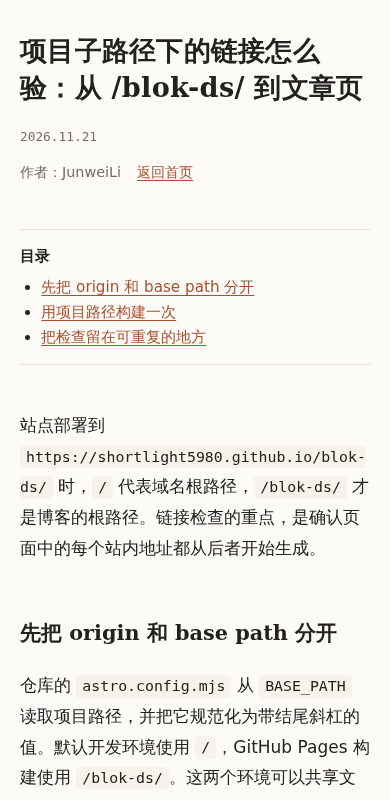 项目子路径下的链接怎么
验：从 /blok-ds/ 到文章页
2026.11.21
作者：JunweiLi 返回首页
目录
先把 origin 和 base path 分开
用项目路径构建一次
把检查留在可重复的地方
站点部署到
https://shortlight5980.github.io/blok-
ds/ 时， / 代表域名根路径， /blok-ds/ 才
是博客的根路径。链接检查的重点，是确认页
面中的每个站内地址都从后者开始生成。
先把 origin 和 base path 分开
仓库的 astro.config.mjs 从 BASE_PATH
读取项目路径，并把它规范化为带结尾斜杠的
值。默认开发环境使用 / ，GitHub Pages 构
建使用 /blok-ds/ 。这两个环境可以共享文